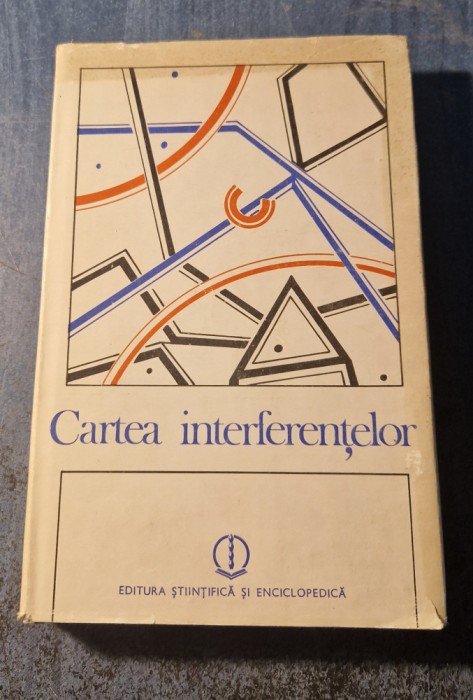 Cartea interferențelor
EDITURA ȘTIINȚIFICĂ ȘI ENCICLOPEDICĂ